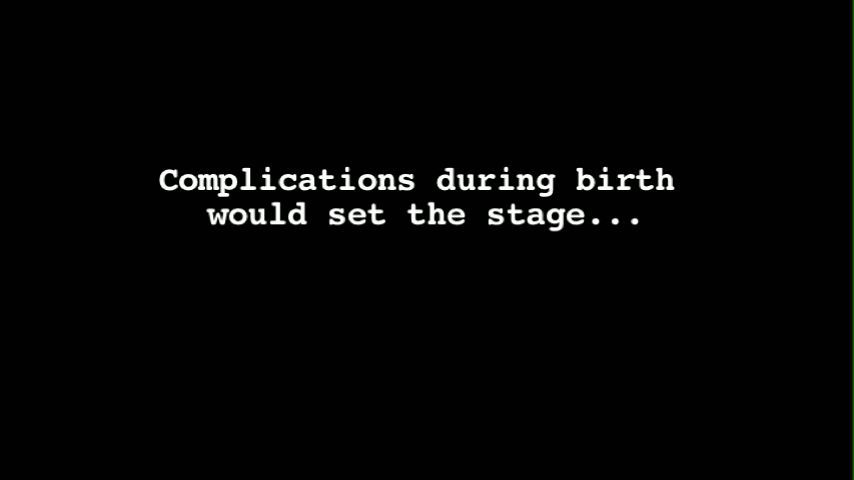 Complications during birth
would set the stage...